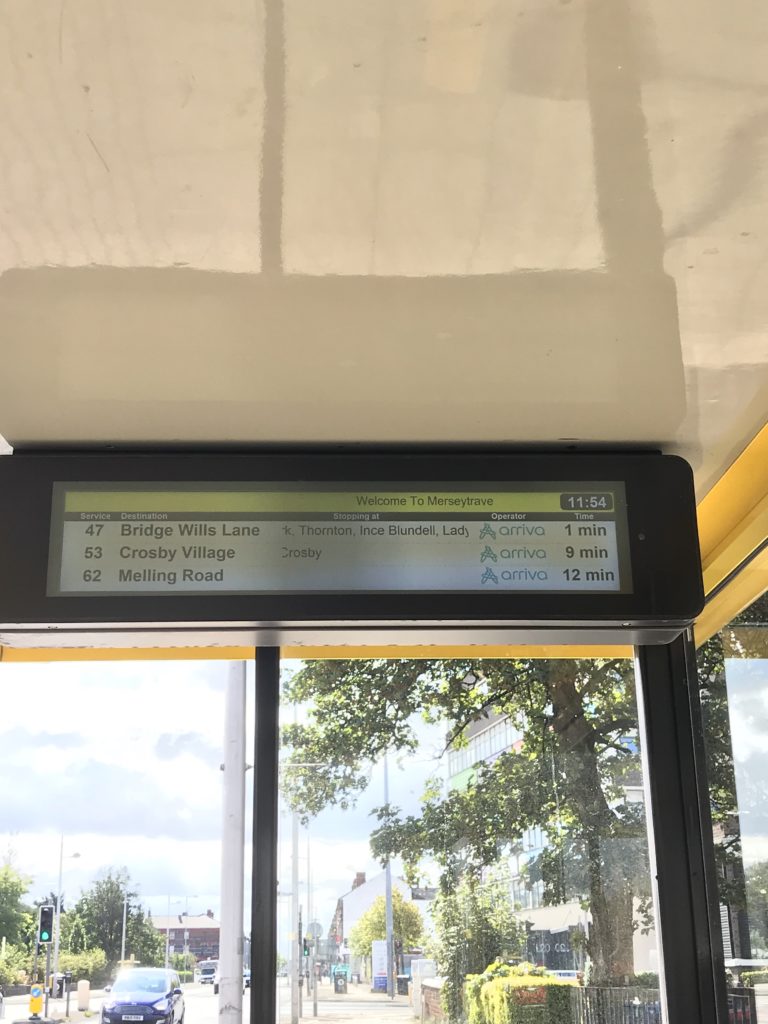 Welcome To Merseytrave 11:54
Service Destination Stopping at Operator Time
47 Bridge Wills Lane k, Thornton, Ince Blundell, Lady arriva 1 min
53 Crosby Village Crosby arriva 9 min
62 Melling Road arriva 12 min